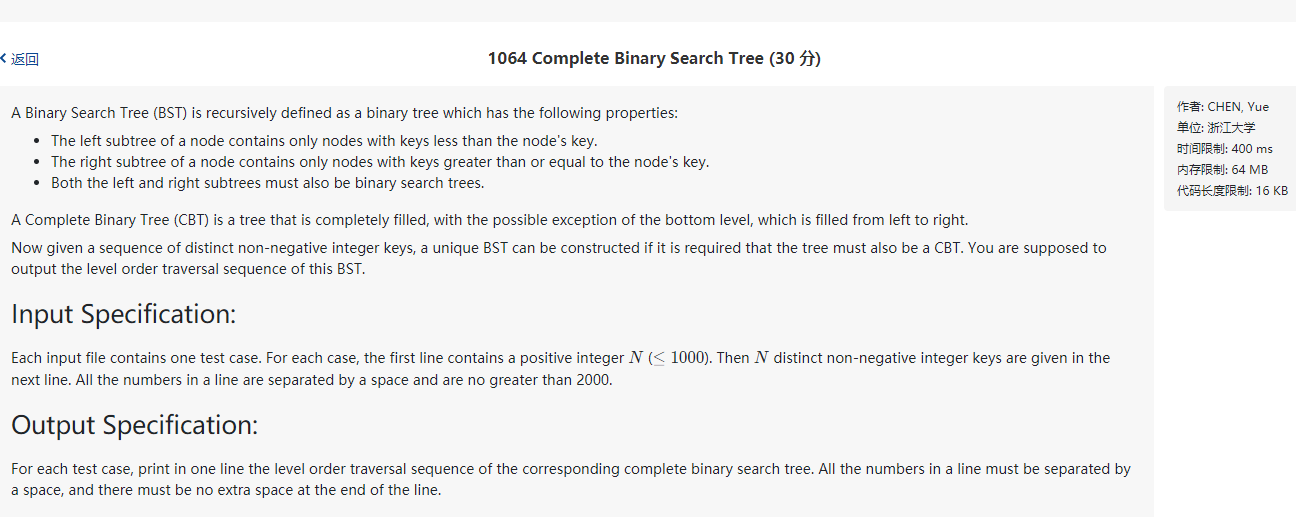 返回
1064 Complete Binary Search Tree (30 分)
A Binary Search Tree (BST) is recursively defined as a binary tree which has the following properties:
• The left subtree of a node contains only nodes with keys less than the node's key.
• The right subtree of a node contains only nodes with keys greater than or equal to the node's key.
• Both the left and right subtrees must also be binary search trees.
A Complete Binary Tree (CBT) is a tree that is completely filled, with the possible exception of the bottom level, which is filled from left to right.
Now given a sequence of distinct non-negative integer keys, a unique BST can be constructed if it is required that the tree must also be a CBT. You are supposed to
output the level order traversal sequence of this BST.
Input Specification:
Each input file contains one test case. For each case, the first line contains a positive integer N (≤ 1000). Then N distinct non-negative integer keys are given in the
next line. All the numbers in a line are separated by a space and are no greater than 2000.
Output Specification:
For each test case, print in one line the level order traversal sequence of the corresponding complete binary search tree. All the numbers in a line must be separated by
a space, and there must be no extra space at the end of the line.
作者: CHEN, Yue
单位: 浙江大学
时间限制: 400 ms
内存限制: 64 MB
代码长度限制: 16 KB